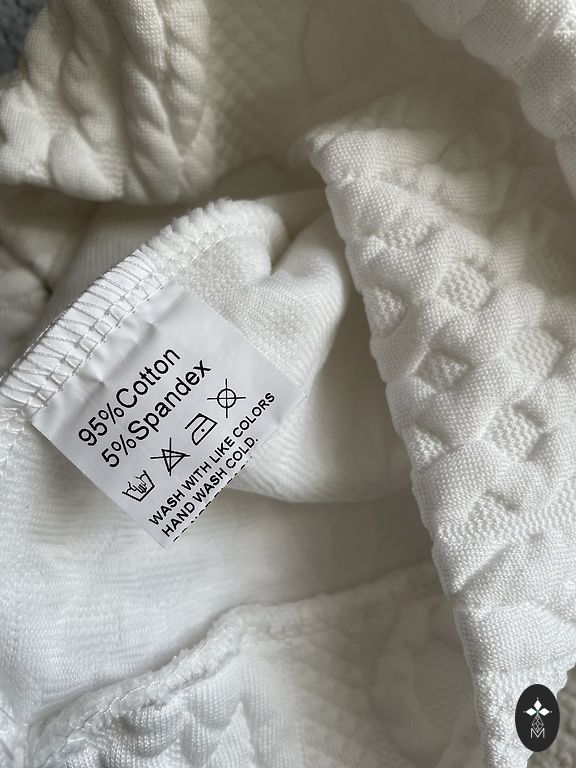 95%Cotton
5%Spandex
WASH WITH LIKE COLORS
HAND WASH COLD.
M